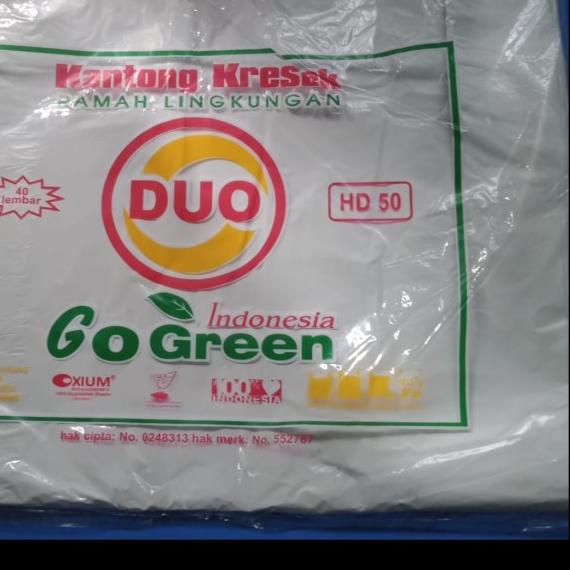 Kantong Kresek
RAMAH LINGKUNGAN
40
lembar
DUO
HD 50
Indonesia
Go Green
OXIUM®
100%
INDONESIA
hak cipta: No. 0248313 hak merk: No. 552787